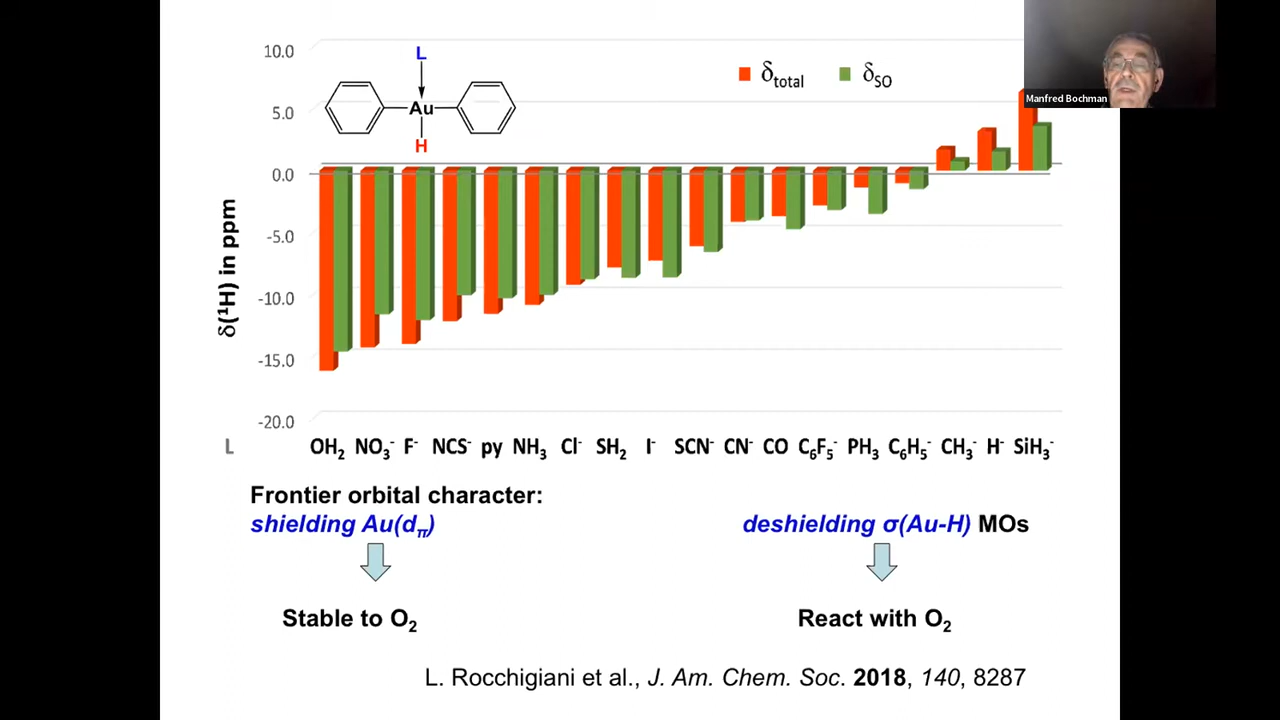 Manfred Bochman
10.0
5.0
0.0
-5.0
-10.0
-15.0
-20.0
δ(¹H) in ppm
L
Au
H
δtotal
δSO
L
OH₂ NO₃⁻ F⁻ NCS⁻ py NH₃ Cl⁻ SH₂ I⁻ SCN⁻ CN⁻ CO C₆F₅⁻ PH₃ C₆H₅⁻ CH₃⁻ H⁻ SiH₃⁻
Frontier orbital character:
shielding Au(dπ)
deshielding σ(Au-H) MOs
Stable to O₂
React with O₂
L. Rocchigiani et al., J. Am. Chem. Soc. 2018, 140, 8287